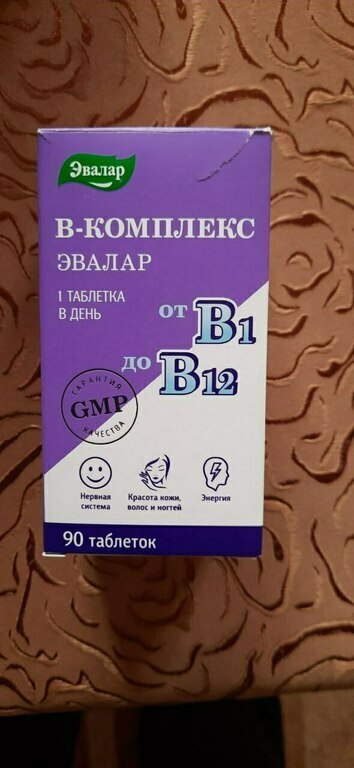 Эвалар
В-КОМПЛЕКС
ЭВАЛАР
1 ТАБЛЕТКА
В ДЕНЬ
от B1
до B12
ГАРАНТИЯ
GMP
КАЧЕСТВА
Нервная
система
Красота кожи,
волос и ногтей
Энергия
90 таблеток